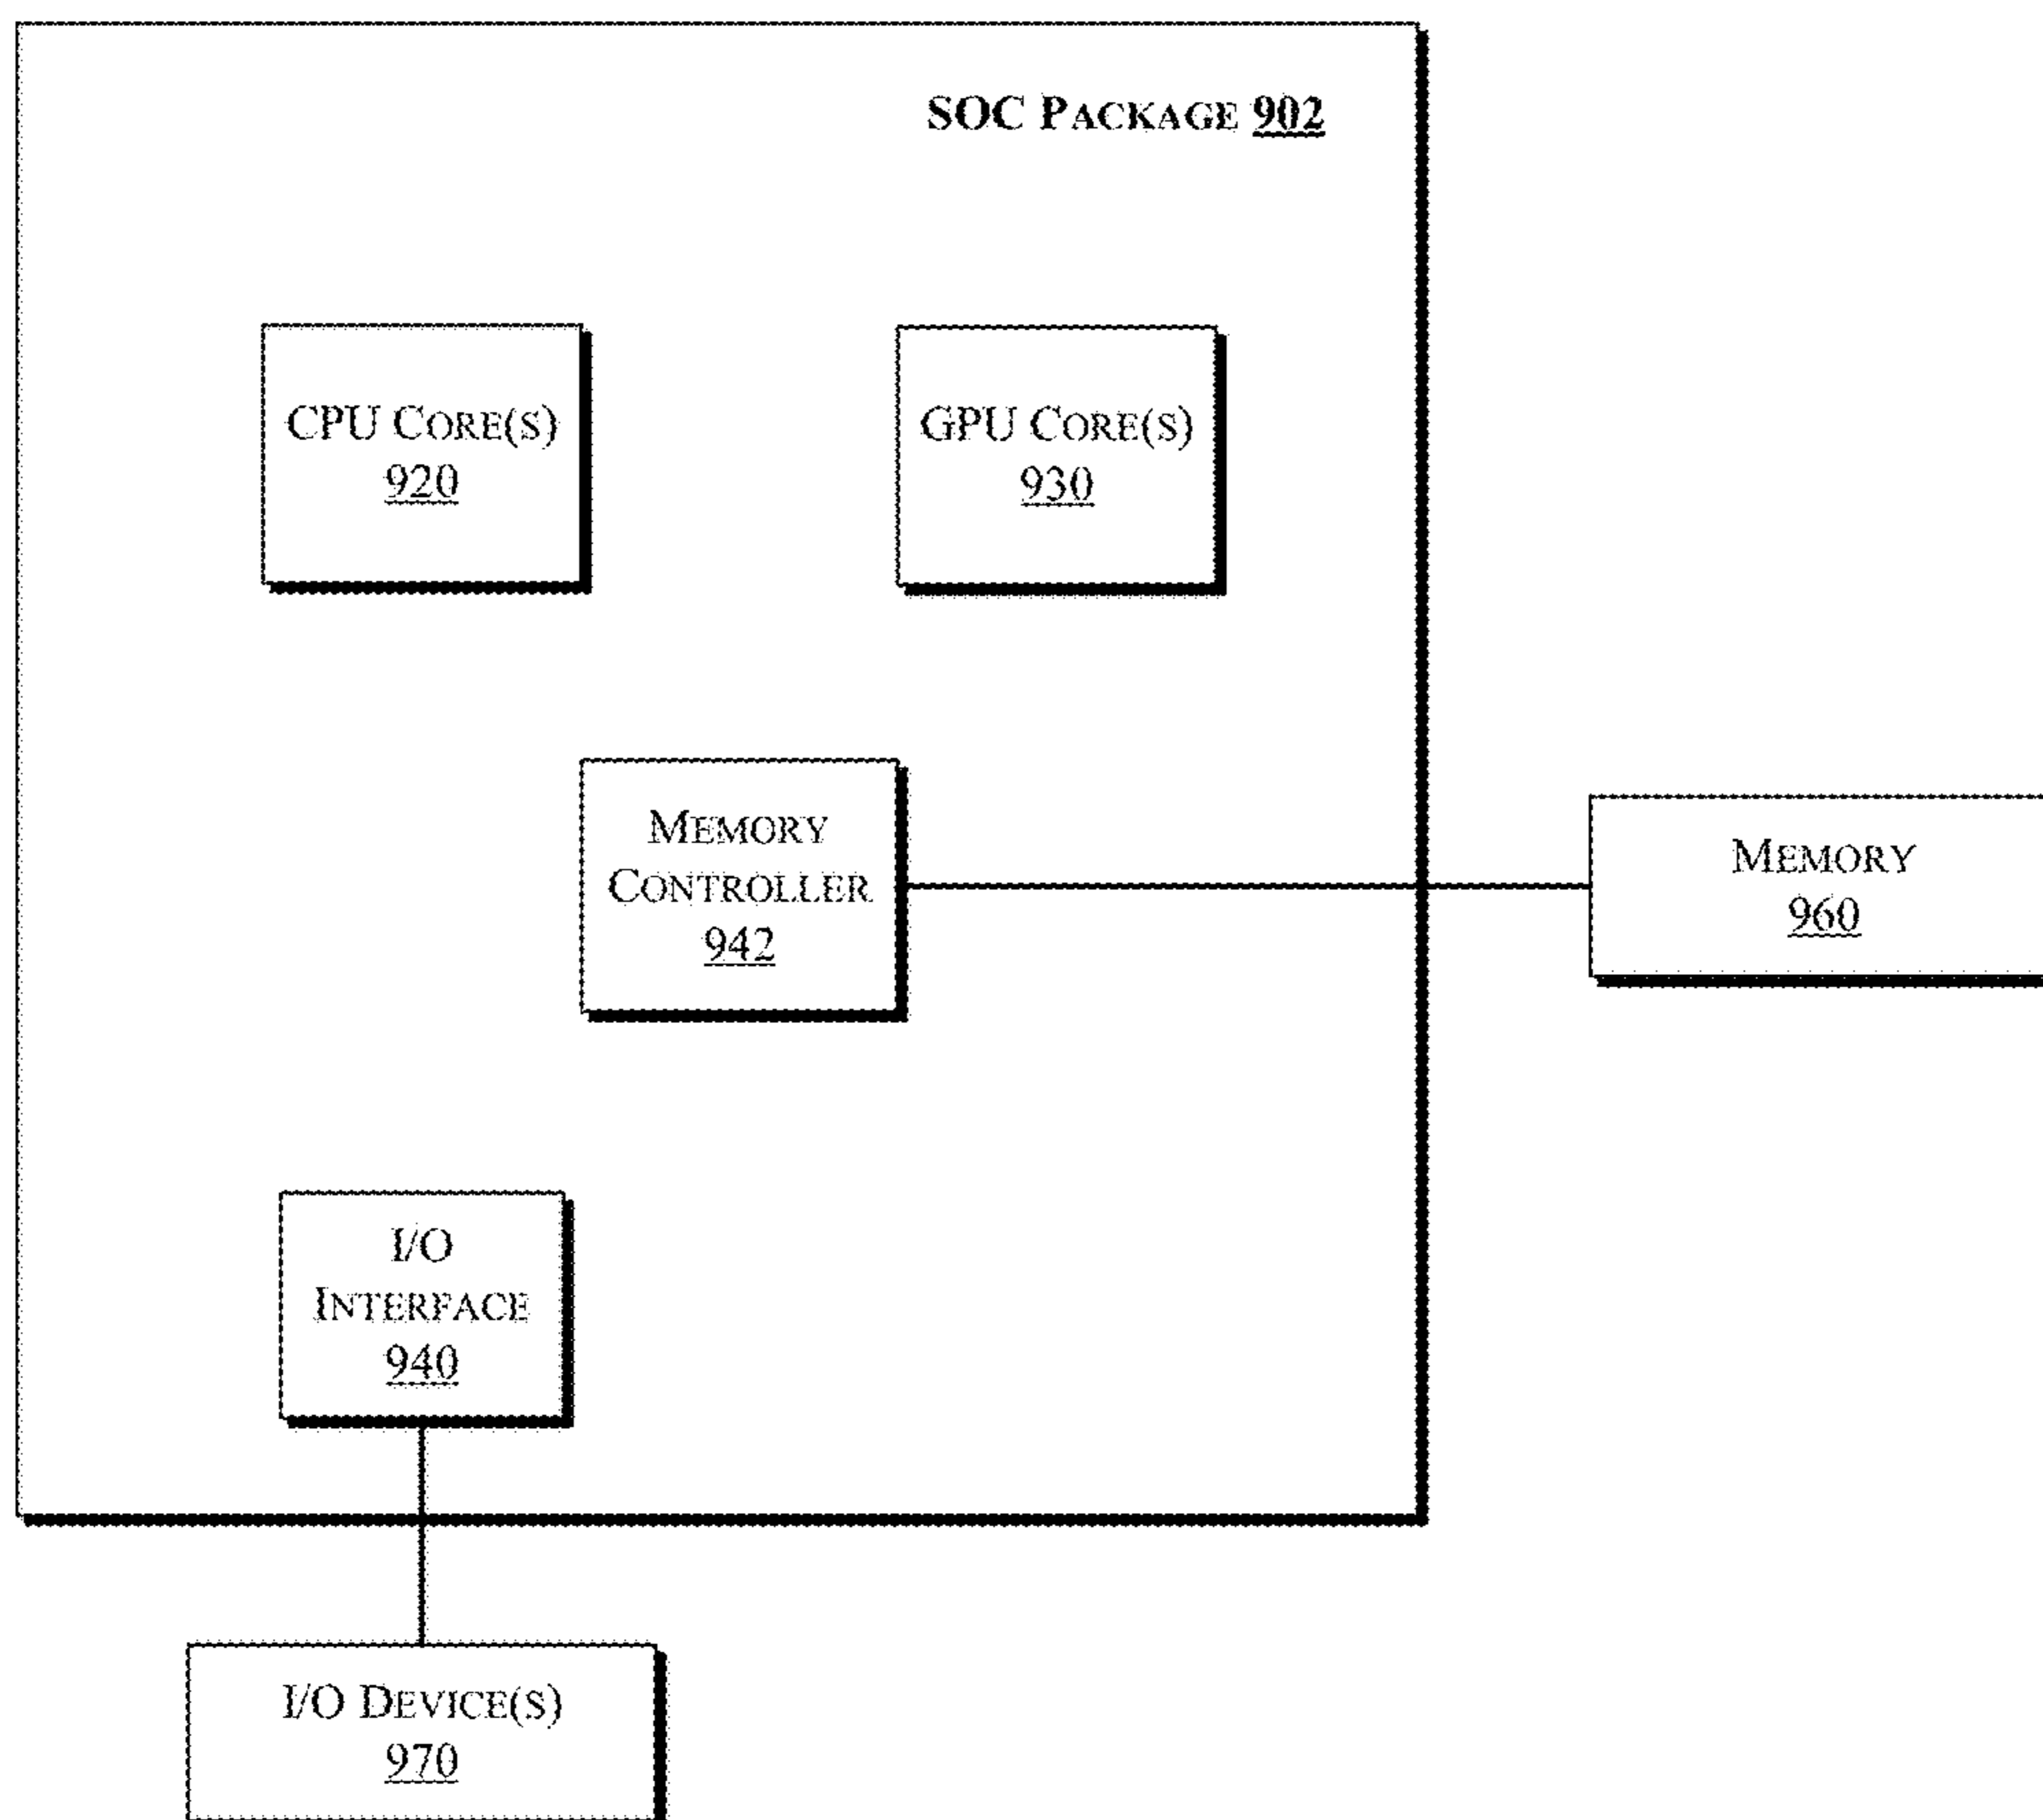 SOC PACKAGE 902
CPU CORE(S)
920
GPU CORE(S)
930
MEMORY
CONTROLLER
942
MEMORY
960
I/O
INTERFACE
940
I/O DEVICE(S)
970